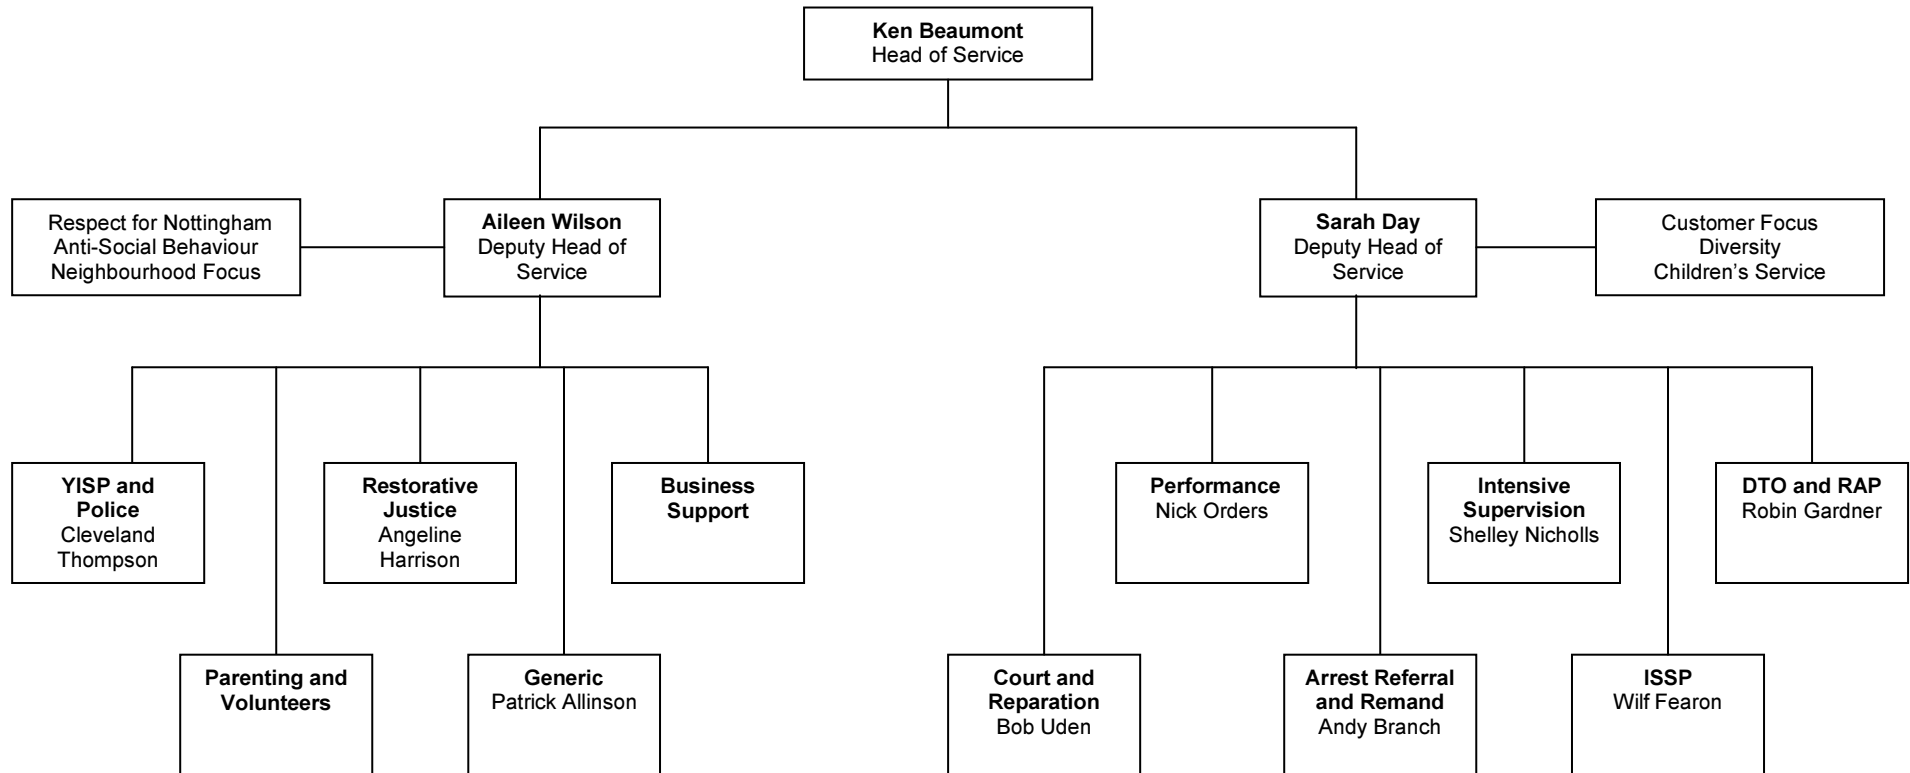 Ken Beaumont
Head of Service
Respect for Nottingham
Anti-Social Behaviour
Neighbourhood Focus
Aileen Wilson
Deputy Head of
Service
Sarah Day
Deputy Head of
Service
Customer Focus
Diversity
Children’s Service
YISP and
Police
Cleveland
Thompson
Restorative
Justice
Angeline
Harrison
Business
Support
Performance
Nick Orders
Intensive
Supervision
Shelley Nicholls
DTO and RAP
Robin Gardner
Parenting and
Volunteers
Generic
Patrick Allinson
Court and
Reparation
Bob Uden
Arrest Referral
and Remand
Andy Branch
ISSP
Wilf Fearon